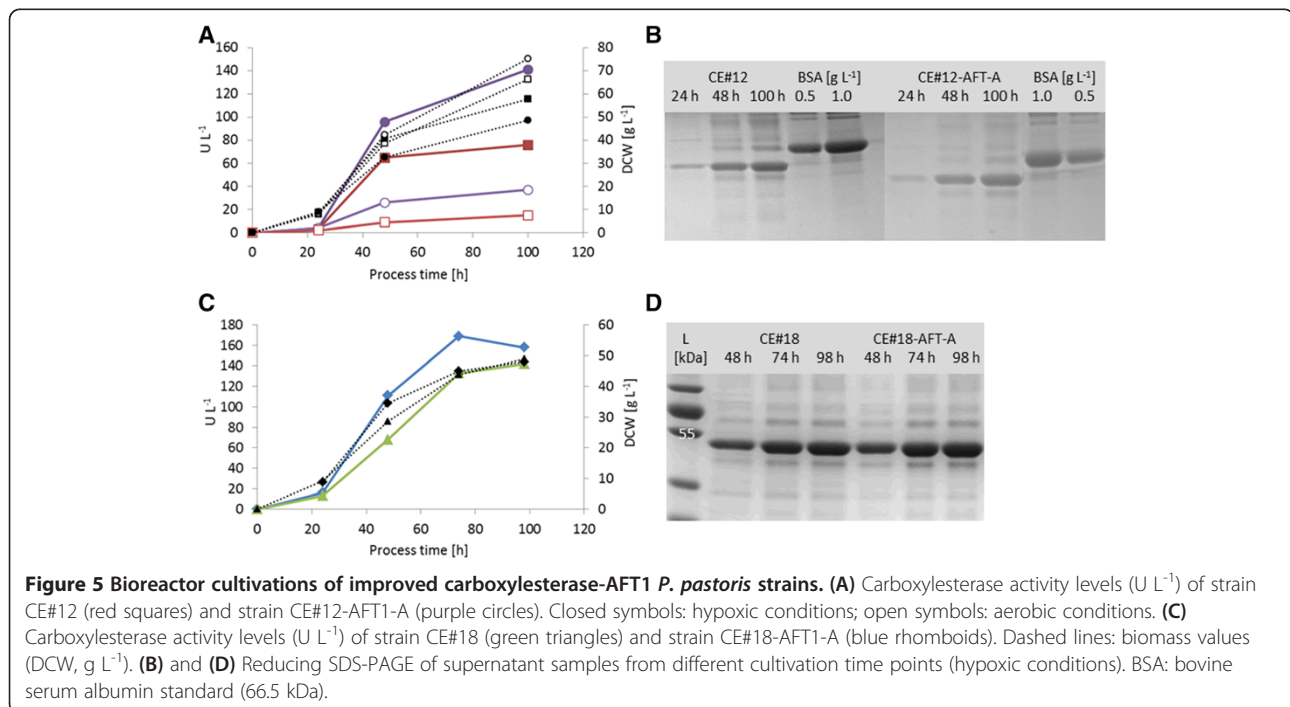 A
160
140
120
100
80
60
40
20
0
U L-1
80
70
60
50
40
30
20
10
0
DCW [g L-1]
0 20 40 60 80 100 120
Process time [h]
B
CE#12 BSA [g L-1] CE#12-AFT-A BSA [g L-1]
24 h 48 h 100 h 0.5 1.0 24 h 48 h 100 h 1.0 0.5
C
180
160
140
120
100
80
60
40
20
0
U L-1
60
50
40
30
20
10
0
DCW [g L-1]
0 20 40 60 80 100 120
Process time [h]
D
L CE#18 CE#18-AFT-A
[kDa] 48 h 74 h 98 h 48 h 74 h 98 h
55
Figure 5 Bioreactor cultivations of improved carboxylesterase-AFT1 P. pastoris strains. (A) Carboxylesterase activity levels (U L-1) of strain
CE#12 (red squares) and strain CE#12-AFT1-A (purple circles). Closed symbols: hypoxic conditions; open symbols: aerobic conditions. (C)
Carboxylesterase activity levels (U L-1) of strain CE#18 (green triangles) and strain CE#18-AFT1-A (blue rhomboids). Dashed lines: biomass values
(DCW, g L-1). (B) and (D) Reducing SDS-PAGE of supernatant samples from different cultivation time points (hypoxic conditions). BSA: bovine
serum albumin standard (66.5 kDa).